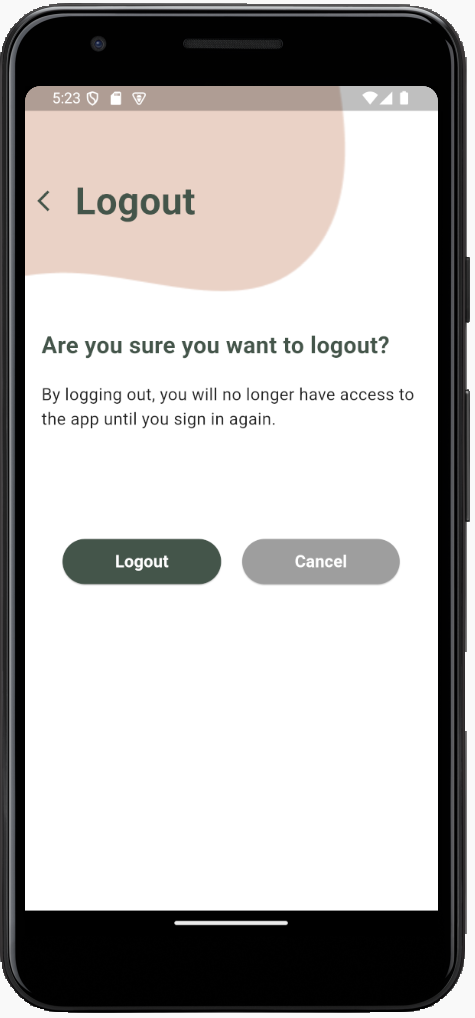 5:23
Logout
Are you sure you want to logout?
By logging out, you will no longer have access to
the app until you sign in again.
Logout
Cancel